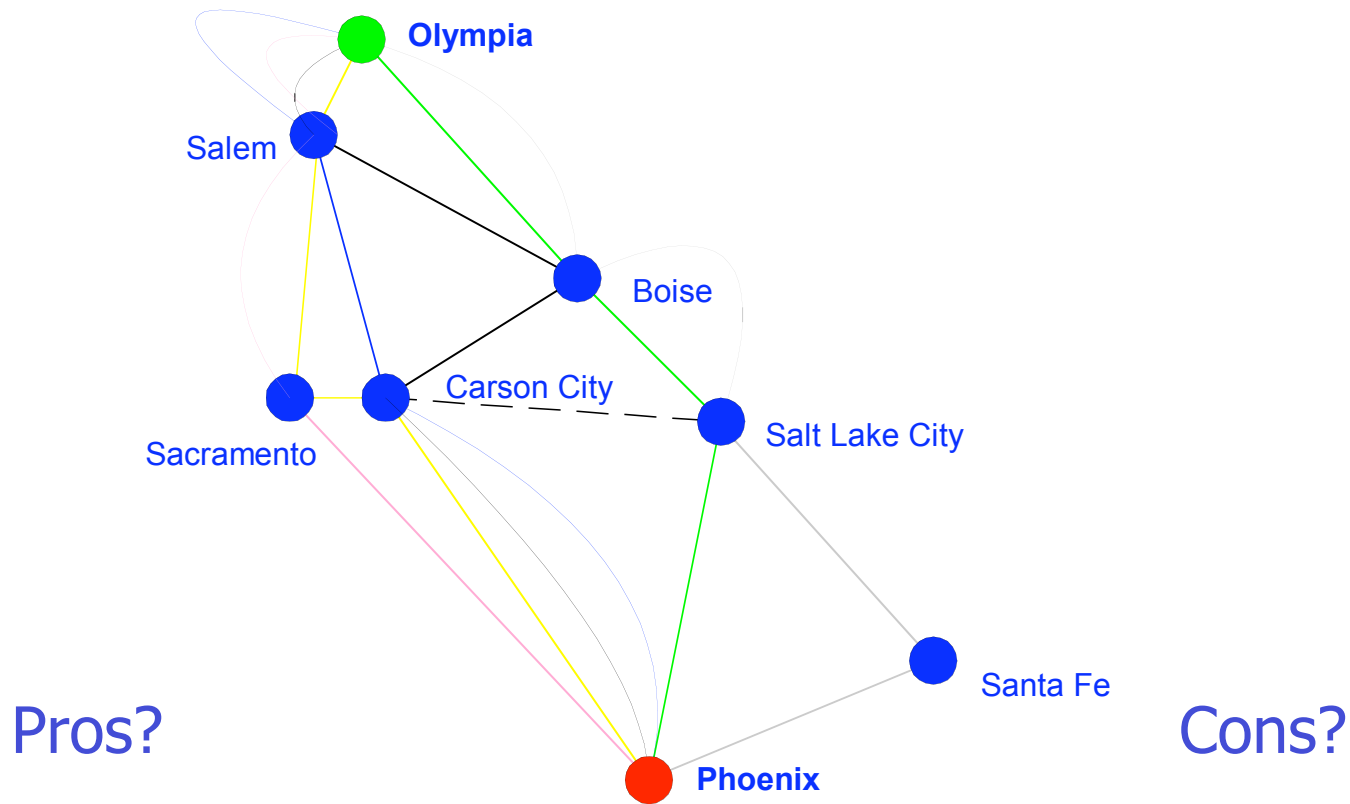 Olympia
Salem
Boise
Carson City
Salt Lake City
Sacramento
Santa Fe
Pros?
Cons?
Phoenix